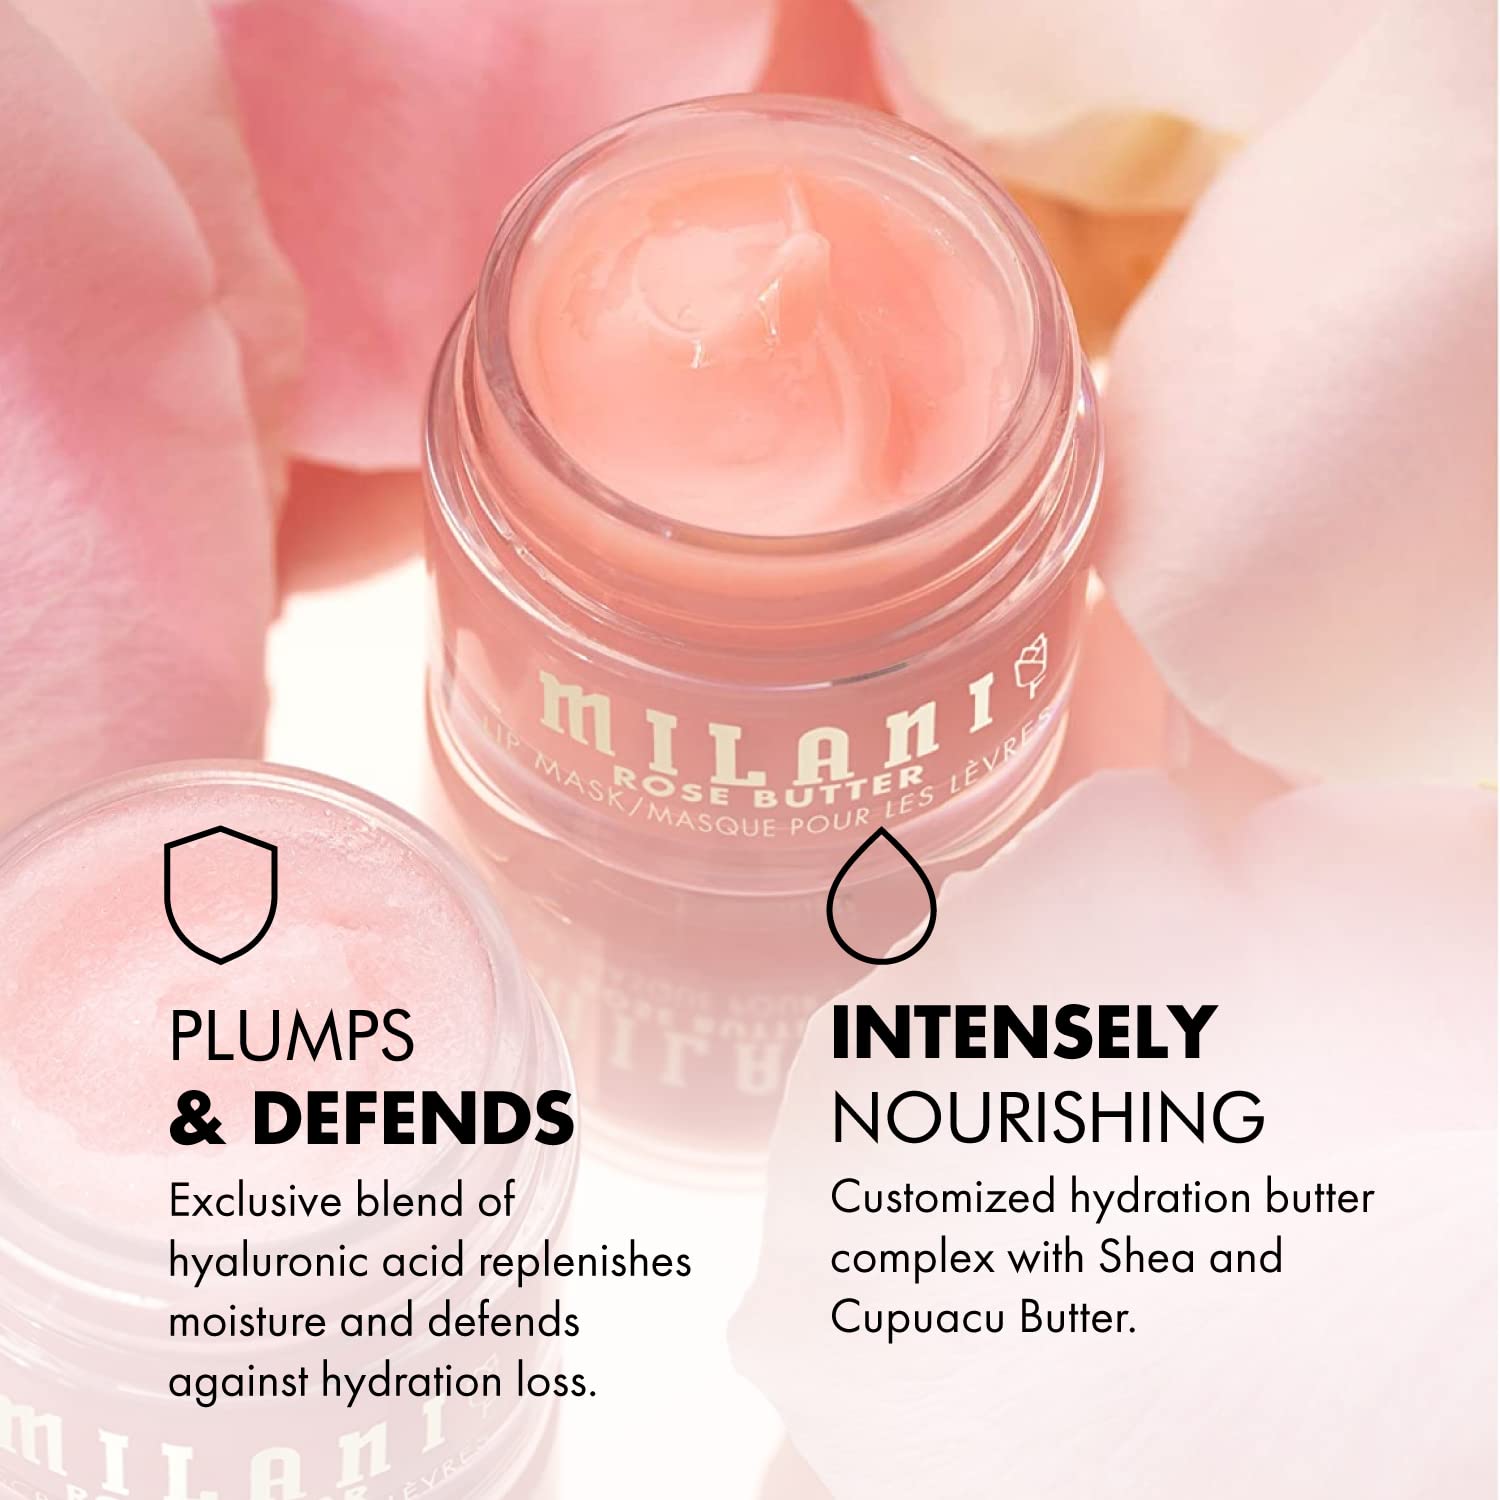 MILANI
ROSE BUTTER
LIP MASK/MASQUE POUR LES LÈVRES
PLUMPS
& DEFENDS
Exclusive blend of
hyaluronic acid replenishes
moisture and defends
against hydration loss.
INTENSELY
NOURISHING
Customized hydration butter
complex with Shea and
Cupuacu Butter.
MILANI
LÈVRES